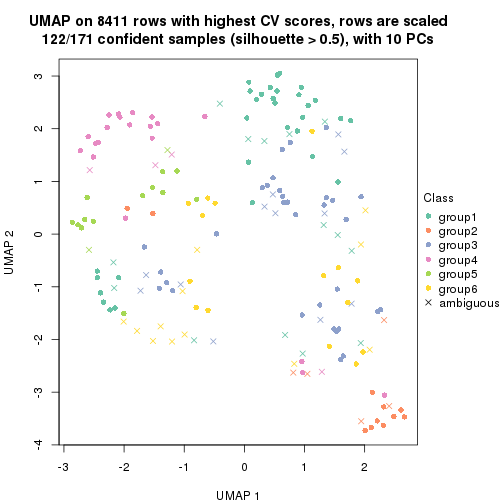 UMAP on 8411 rows with highest CV scores, rows are scaled
122/171 confident samples (silhouette > 0.5), with 10 PCs
3
2
1
0
-1
-2
-3
-4
UMAP 2
-3
-2
-1
0
1
2
UMAP 1
Class
group1
group2
group3
group4
group5
group6
ambiguous